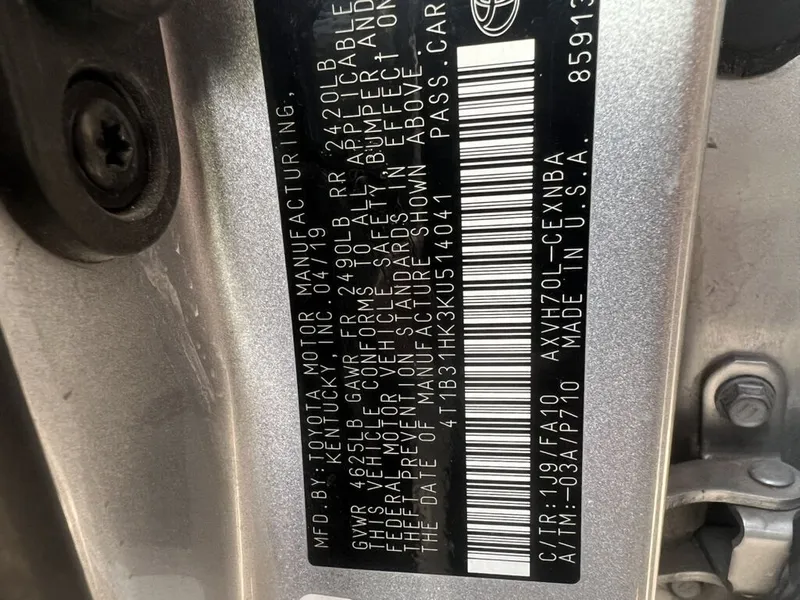 MFD.BY:TOYOTA MOTOR MANUFACTURING,
KENTUCKY, INC. 04/19
GVWR 4625LB GAWR FR 2490LB RR 2420LB
THIS VEHICLE CONFORMS TO ALL APPLICABLE
FEDERAL MOTOR VEHICLE SAFETY,BUMPER,AND
THEFT PREVENTION STANDARDS IN EFFECT ON
THE DATE OF MANUFACTURE SHOWN ABOVE.
4T1B31HK3KU514041 PASS.CAR
C/TR:1J9/FA10 AXVH70L-CEXNBA
A/TM:-03A/P710 MADE IN U.S.A. 85913